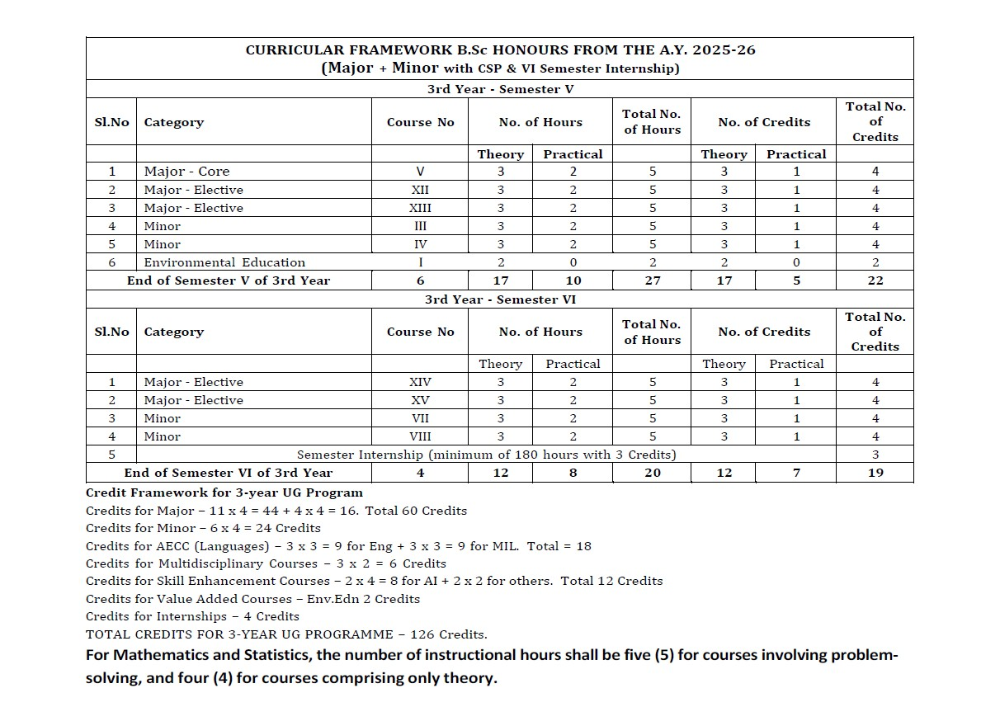 CURRICULAR FRAMEWORK B.Sc HONOURS FROM THE A.Y. 2025-26
(Major + Minor with CSP & VI Semester Internship)
3rd Year - Semester V
Sl.No Category Course No No. of Hours Total No. of Hours No. of Credits Total No. of Credits
Theory Practical Theory Practical
1 Major - Core V 3 2 5 3 1 4
2 Major - Elective XII 3 2 5 3 1 4
3 Major - Elective XIII 3 2 5 3 1 4
4 Minor III 3 2 5 3 1 4
5 Minor IV 3 2 5 3 1 4
6 Environmental Education I 2 0 2 2 0 2
End of Semester V of 3rd Year 6 17 10 27 17 5 22
3rd Year - Semester VI
Sl.No Category Course No No. of Hours Total No. of Hours No. of Credits Total No. of Credits
Theory Practical Theory Practical
1 Major - Elective XIV 3 2 5 3 1 4
2 Major - Elective XV 3 2 5 3 1 4
3 Minor VII 3 2 5 3 1 4
4 Minor VIII 3 2 5 3 1 4
5 Semester Internship (minimum of 180 hours with 3 Credits) 3
End of Semester VI of 3rd Year 4 12 8 20 12 7 19
Credit Framework for 3-year UG Program
Credits for Major – 11 x 4 = 44 + 4 x 4 = 16. Total 60 Credits
Credits for Minor – 6 x 4 = 24 Credits
Credits for AECC (Languages) – 3 x 3 = 9 for Eng + 3 x 3 = 9 for MIL. Total = 18
Credits for Multidisciplinary Courses – 3 x 2 = 6 Credits
Credits for Skill Enhancement Courses – 2 x 4 = 8 for AI + 2 x 2 for others. Total 12 Credits
Credits for Value Added Courses – Env.Edn 2 Credits
Credits for Internships – 4 Credits
TOTAL CREDITS FOR 3-YEAR UG PROGRAMME – 126 Credits.
For Mathematics and Statistics, the number of instructional hours shall be five (5) for courses involving problem-
solving, and four (4) for courses comprising only theory.